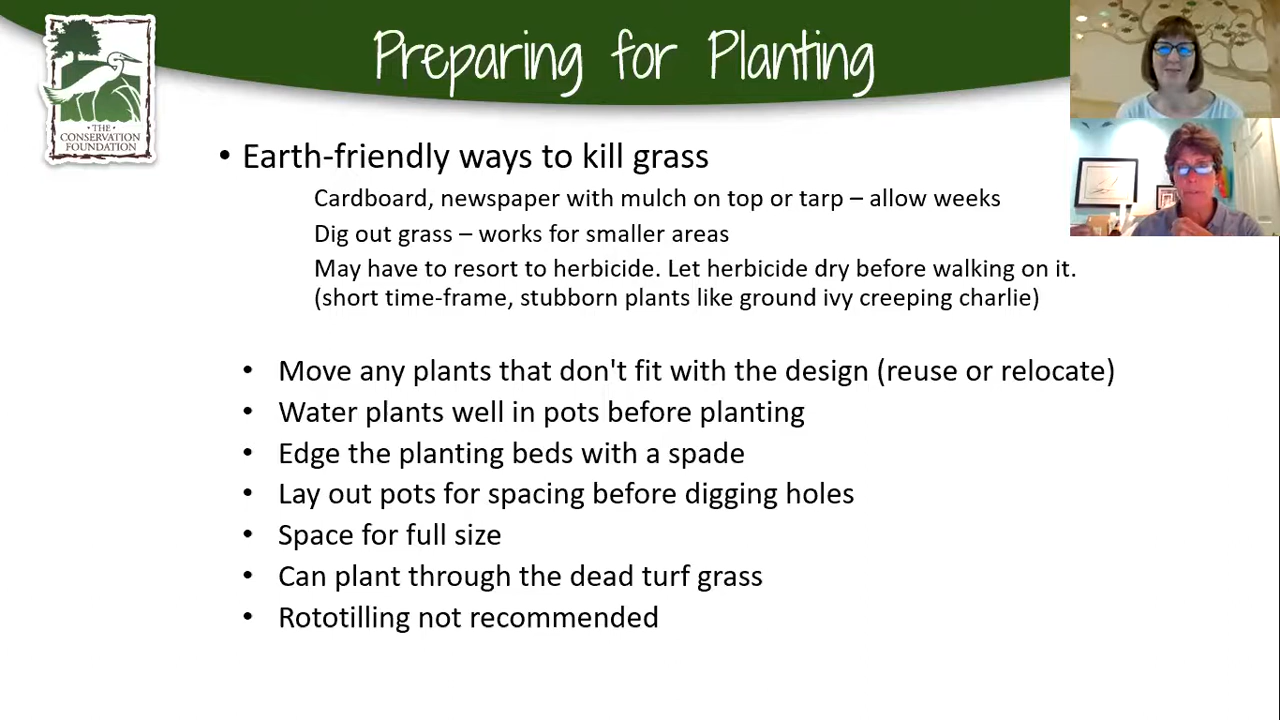 Preparing for Planting
THE
CONSERVATION
FOUNDATION
• Earth-friendly ways to kill grass
Cardboard, newspaper with mulch on top or tarp – allow weeks
Dig out grass – works for smaller areas
May have to resort to herbicide. Let herbicide dry before walking on it.
(short time-frame, stubborn plants like ground ivy creeping charlie)
• Move any plants that don't fit with the design (reuse or relocate)
• Water plants well in pots before planting
• Edge the planting beds with a spade
• Lay out pots for spacing before digging holes
• Space for full size
• Can plant through the dead turf grass
• Rototilling not recommended